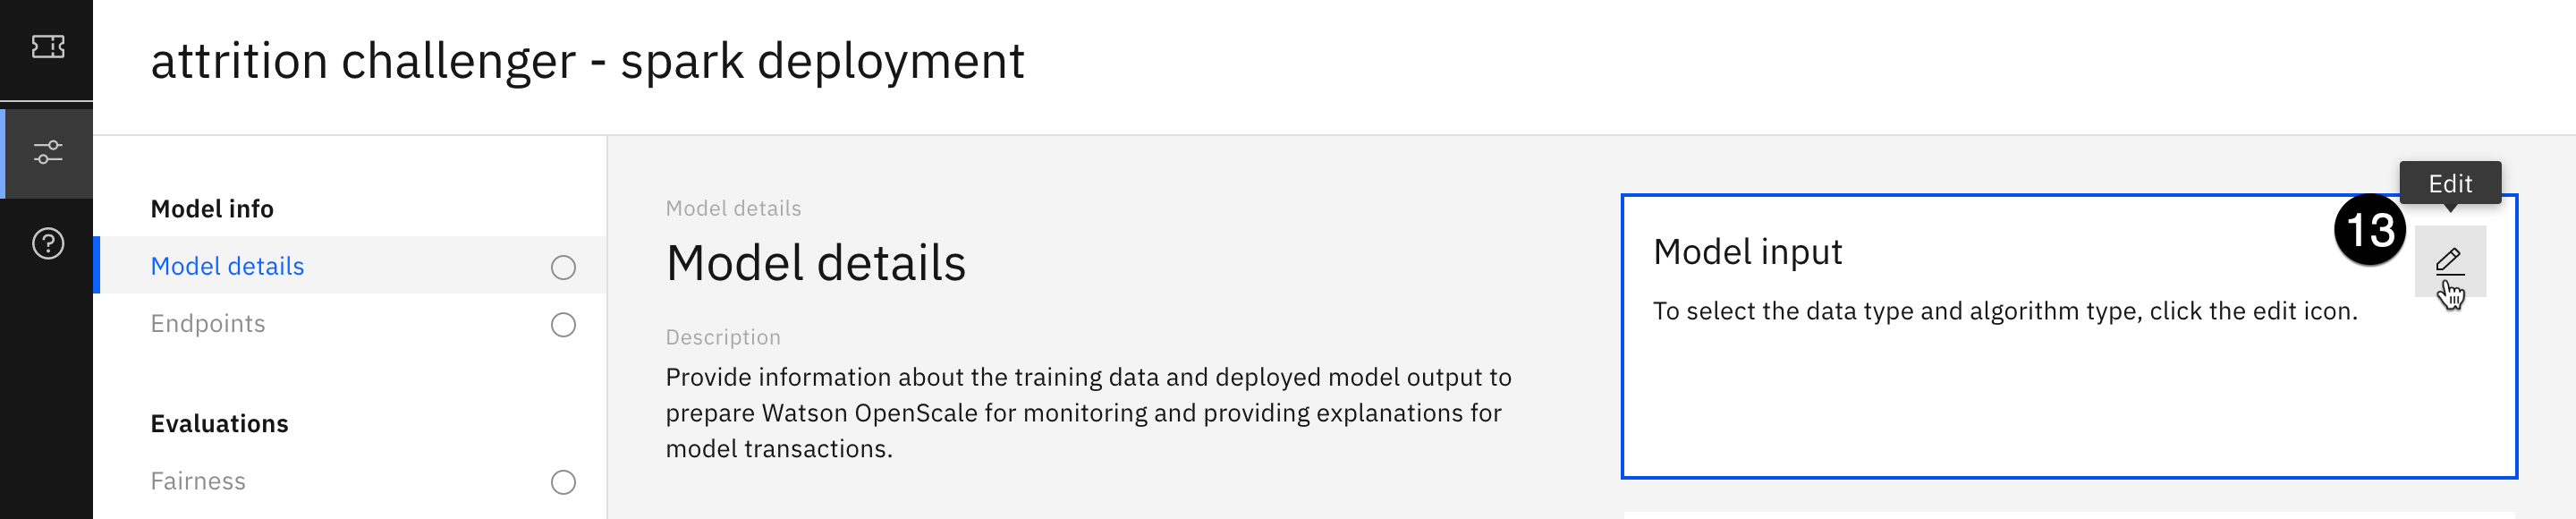 attrition challenger - spark deployment
Model info
Model details
Endpoints
Evaluations
Fairness
Model details
Model details
Description
Provide information about the training data and deployed model output to
prepare Watson OpenScale for monitoring and providing explanations for
model transactions.
Edit
13
Model input
To select the data type and algorithm type, click the edit icon.